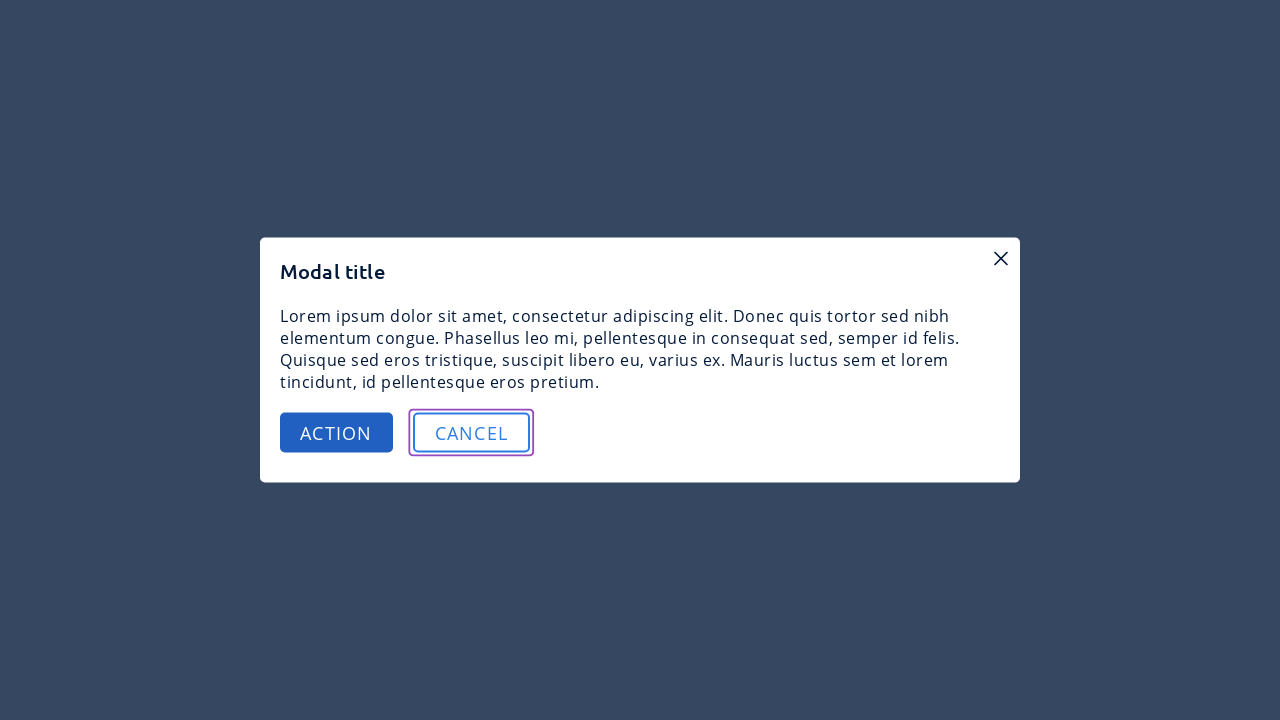 Modal title
Lorem ipsum dolor sit amet, consectetur adipiscing elit. Donec quis tortor sed nibh
elementum congue. Phasellus leo mi, pellentesque in consequat sed, semper id felis.
Quisque sed eros tristique, suscipit libero eu, varius ex. Mauris luctus sem et lorem
tincidunt, id pellentesque eros pretium.
ACTION CANCEL